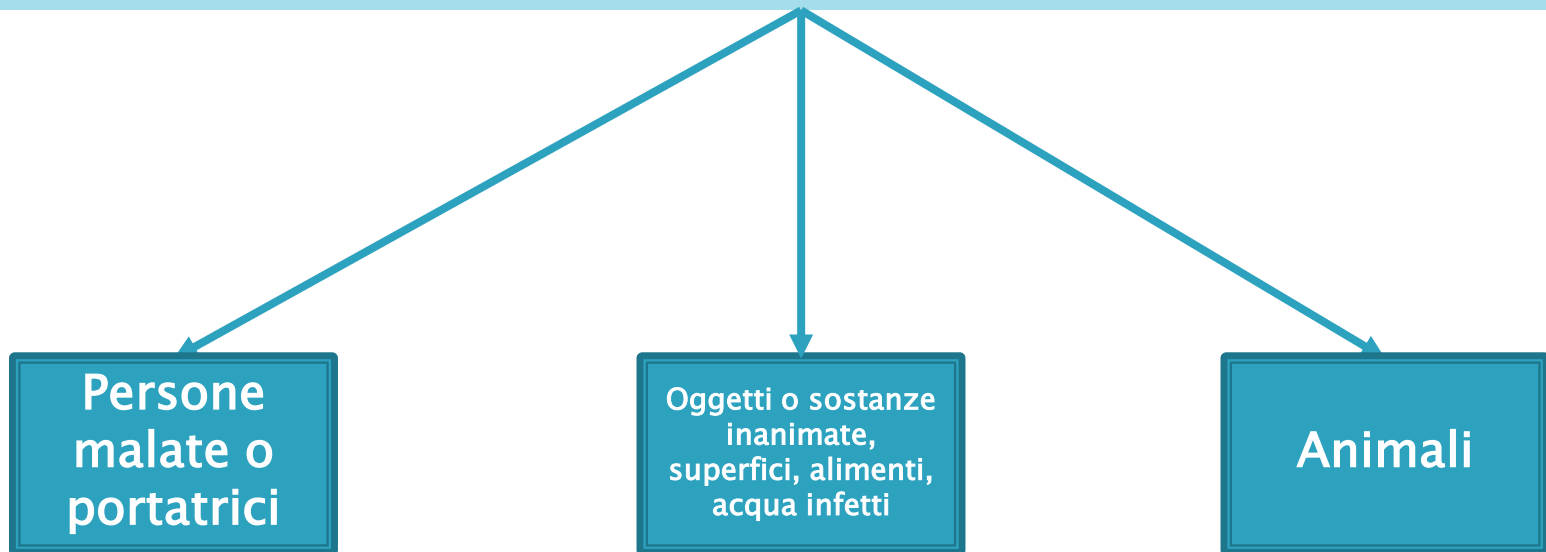 Persone
malate o
portatrici
Oggetti o sostanze
inanimate,
superfici, alimenti,
acqua infetti
Animali